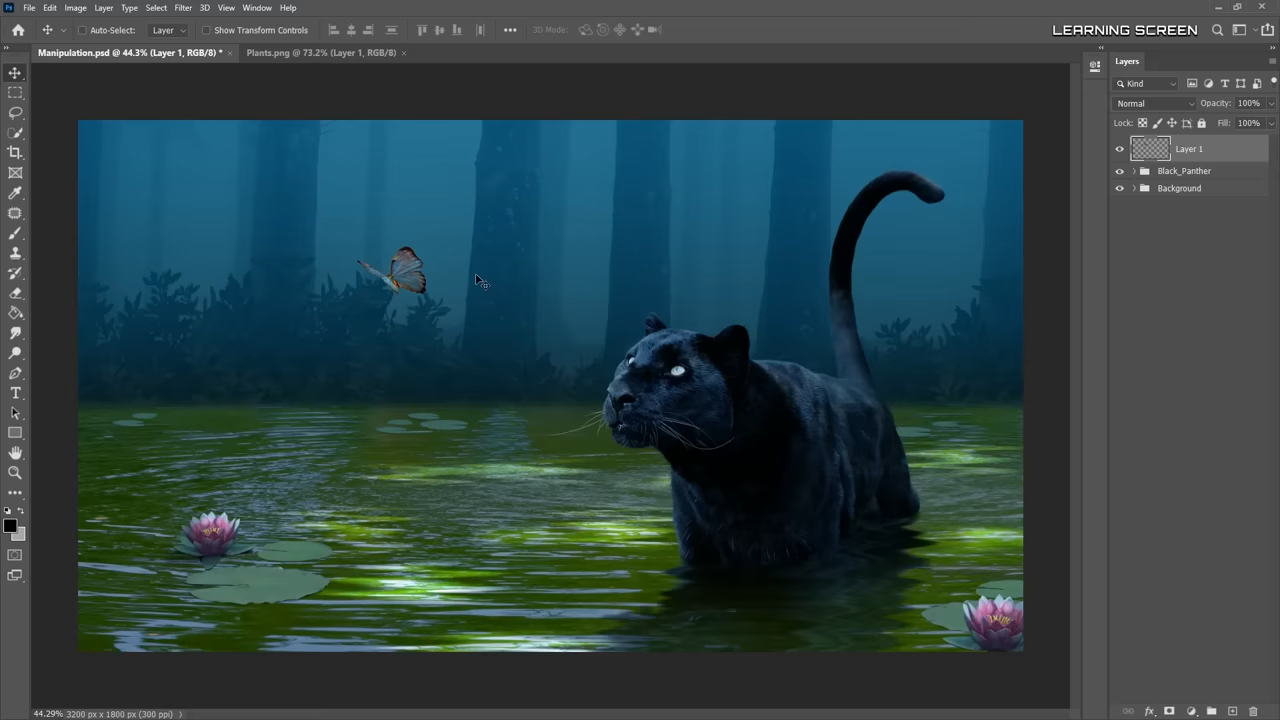 Ps File Edit Image Layer Type Select Filter 3D View Window Help
Auto-Select: Layer Show Transform Controls 3D Mode: LEARNING SCREEN
Manipulation.psd @ 44.3% (Layer 1, RGB/8) * × Plants.png @ 73.2% (Layer 1, RGB/8) ×
Layers
Kind
Normal Opacity: 100%
Lock: Fill: 100%
Layer 1
Black_Panther
Background
44.29% 3200 px x 1800 px (300 ppi)